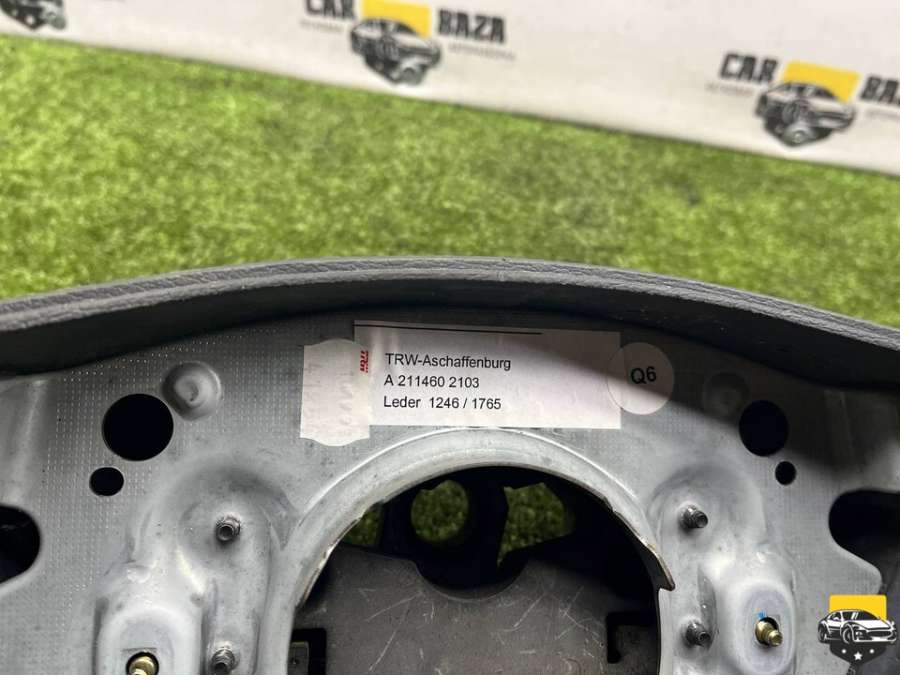 CAR BAZA
CAR BAZA
TRW-Aschaffenburg
A 211460 2103
Leder 1246 / 1765
Q6